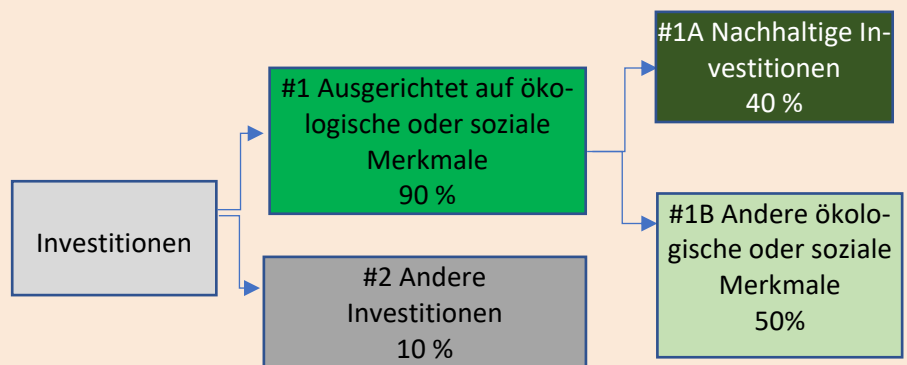 Investitionen
#1 Ausgerichtet auf öko-
logische oder soziale
Merkmale
90 %
#2 Andere
Investitionen
10 %
#1A Nachhaltige In-
vestitionen
40 %
#1B Andere ökolo-
gische oder soziale
Merkmale
50%